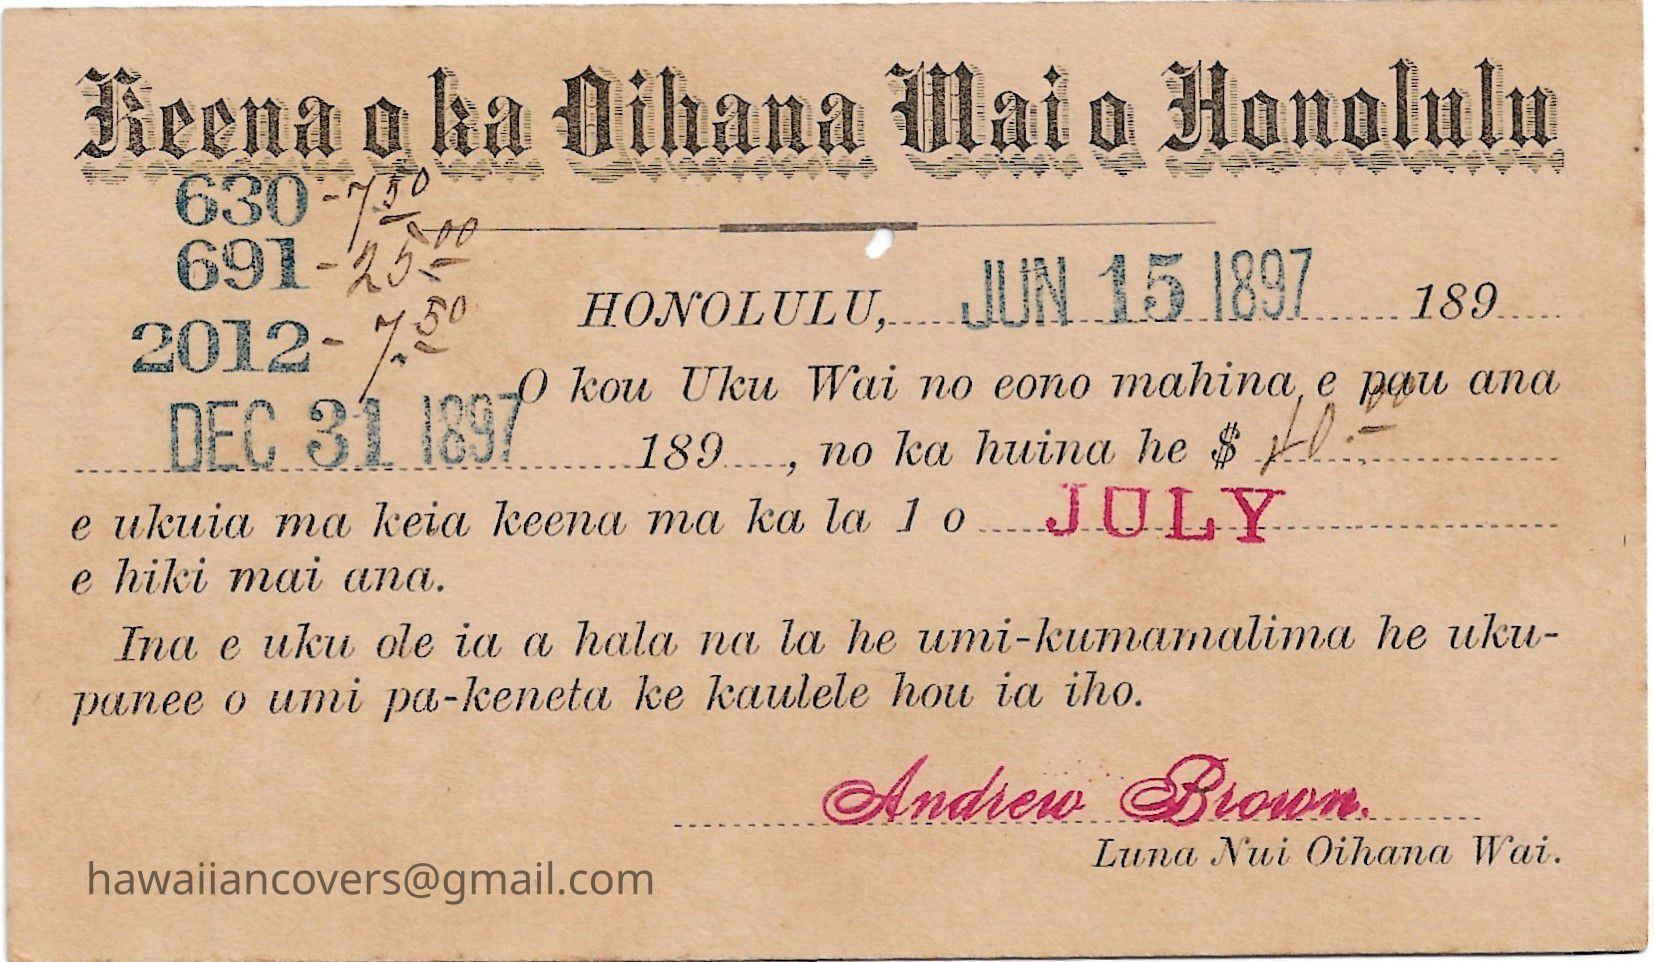 Keena o ka Oihana Wai o Honolulu
630 - 7.50
691 - 25.00
2012 - 7.50
HONOLULU, JUN 15 1897 189
O kou Uku Wai no eono mahina, e pau ana
DEC 31 1897 189 , no ka huina he $ 40.00
e ukuia ma keia keena ma ka la 1 o JULY
e hiki mai ana.
Ina e uku ole ia a hala na la he umi-kumamalima he uku-
panee o umi pa-keneta ke kaulele hou ia iho.
Andrew Brown.
Luna Nui Oihana Wai.
hawaiiancovers@gmail.com